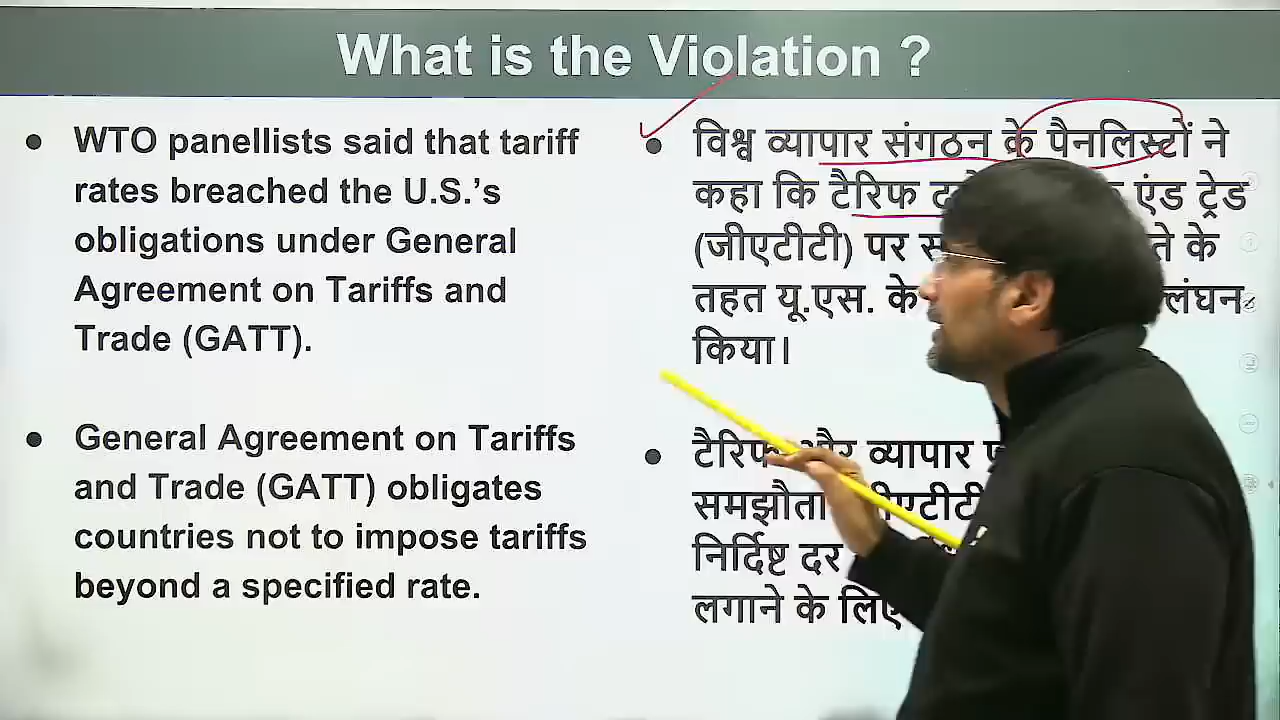 What is the Violation ?
● WTO panellists said that tariff
rates breached the U.S.’s
obligations under General
Agreement on Tariffs and
Trade (GATT).
● General Agreement on Tariffs
and Trade (GATT) obligates
countries not to impose tariffs
beyond a specified rate.
● विश्व व्यापार संगठन के पैनलिस्टों ने
कहा कि टैरिफ एंड ट्रेड
(जीएटीटी) पर के
तहत यू.एस. के
किया।
● टैरिफ और व्यापार
समझौता
निर्दिष्ट दर
लगाने के लिए